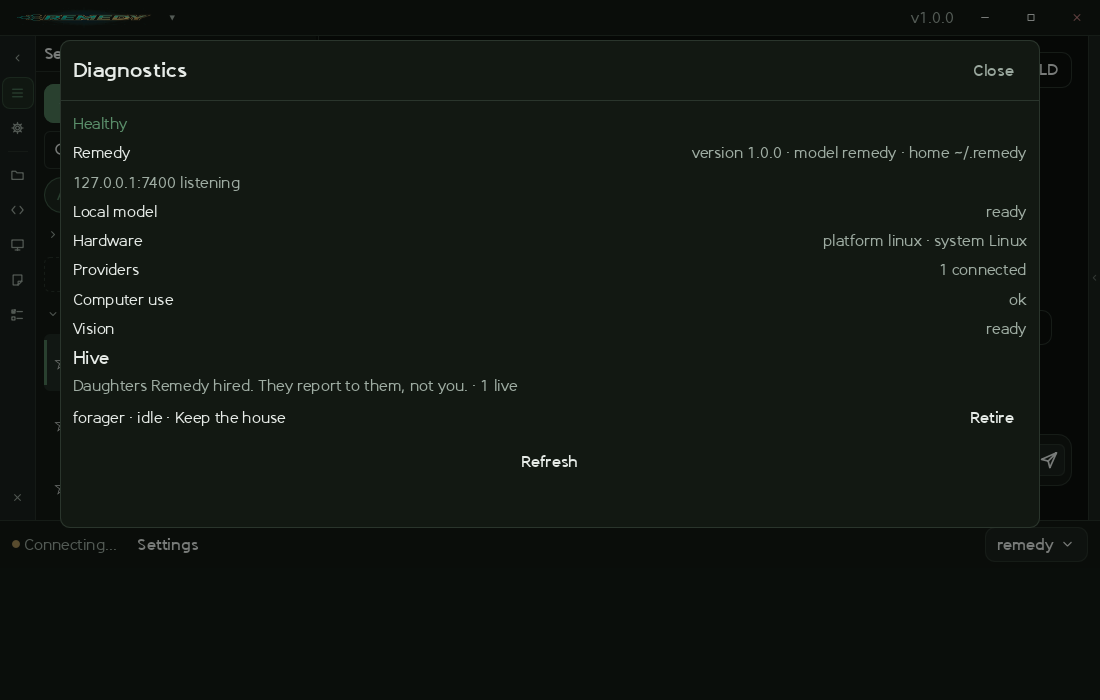 REMEDY ▾ v1.0.0
Se
LD
Diagnostics Close
Healthy
Remedy version 1.0.0 · model remedy · home ~/.remedy
127.0.0.1:7400 listening
Local model ready
Hardware platform linux · system Linux
Providers 1 connected
Computer use ok
Vision ready
Hive
Daughters Remedy hired. They report to them, not you. · 1 live
forager · idle · Keep the house Retire
Refresh
Connecting... Settings remedy